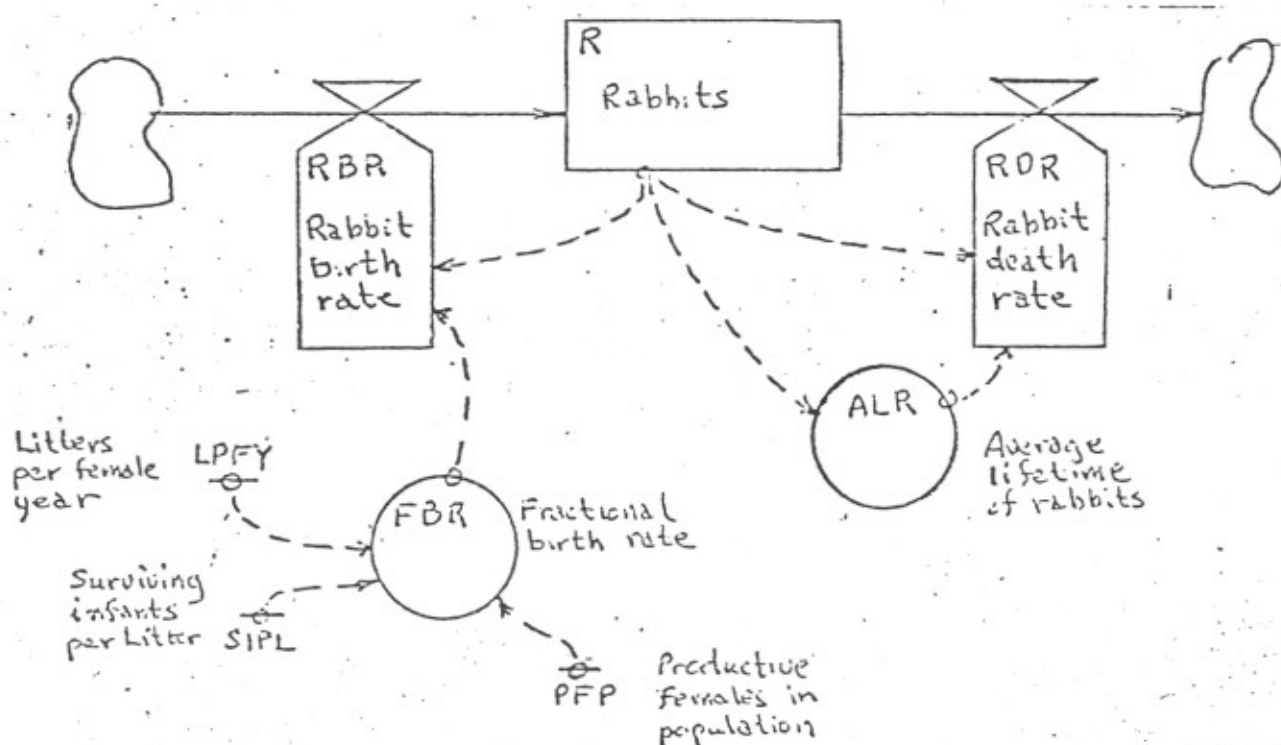 R
Rabbits
RBR
Rabbit
birth
rate
RDR
Rabbit
death
rate
ALR
Average
lifetime
of rabbits
Litters
per female
year
LPFY
FBR
Fractional
birth rate
Surviving
infants
per Litter
SIPL
PFP
Productive
females in
population